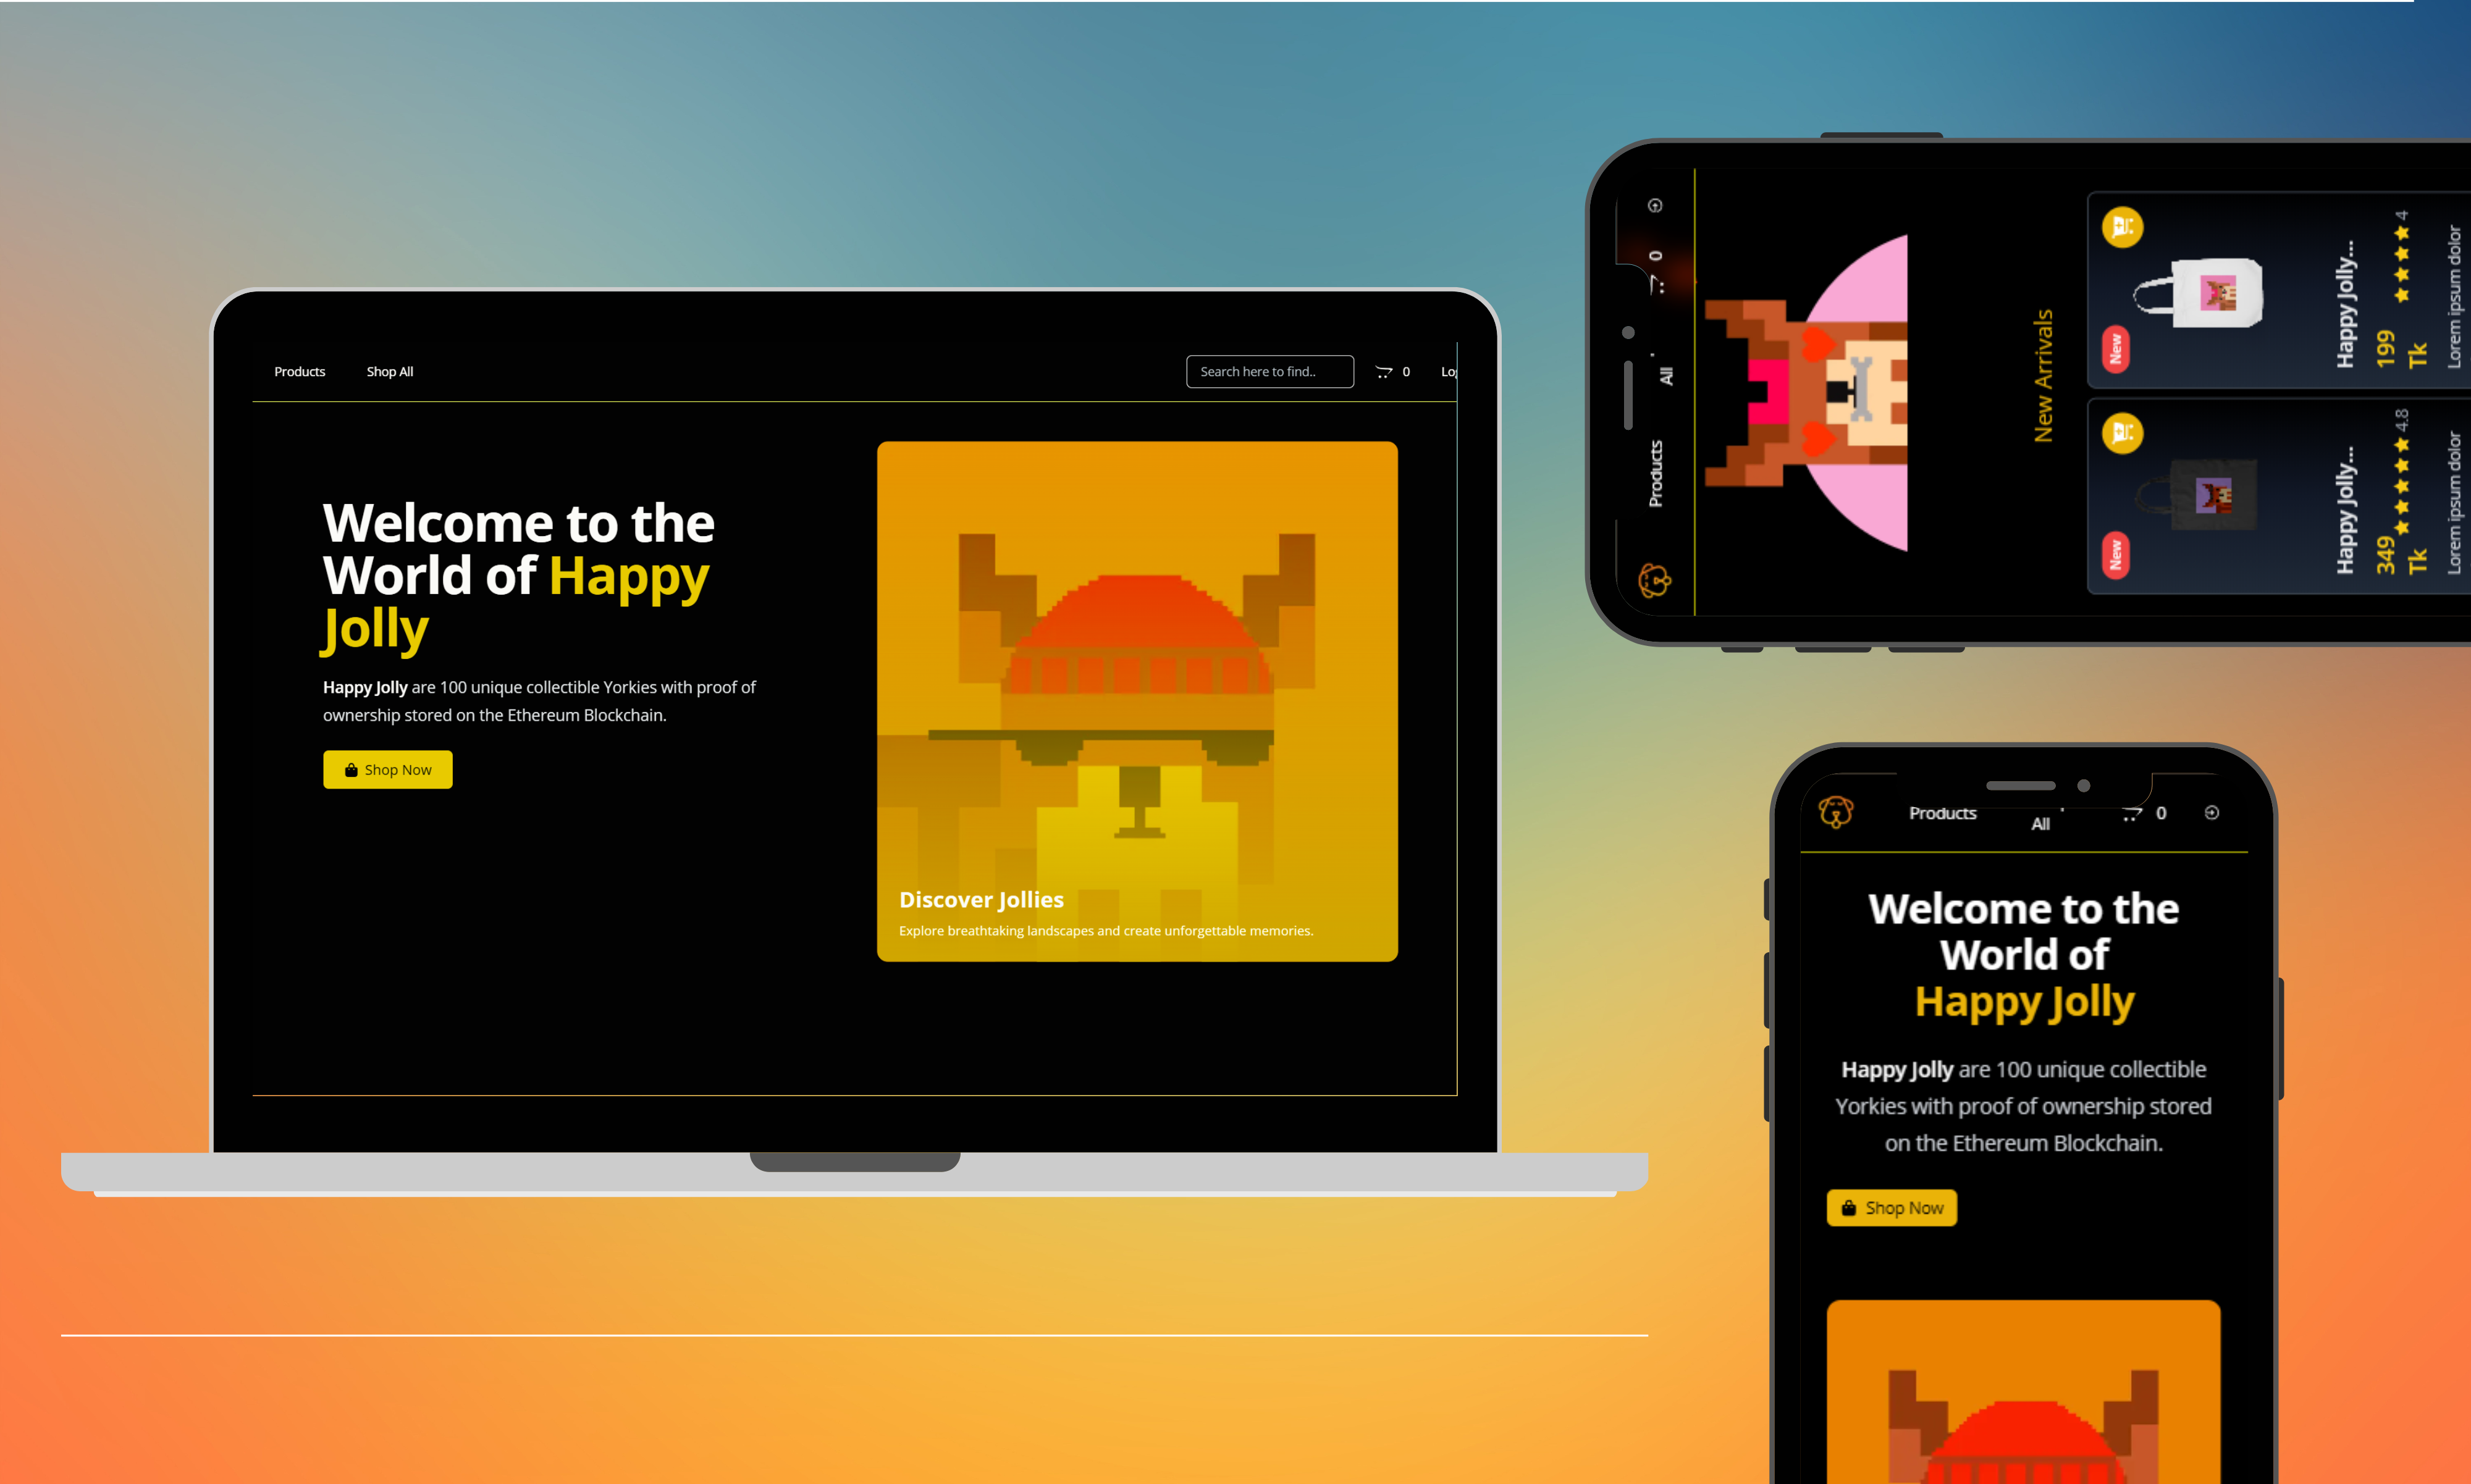 Products
Shop All
Search here to find..
0
Welcome to the
World of Happy
Jolly
Happy Jolly are 100 unique collectible Yorkies with proof of
ownership stored on the Ethereum Blockchain.
Shop Now
Discover Jollies
Explore breathtaking landscapes and create unforgettable memories.
Products
All
0
New Arrivals
New
Happy Jolly...
349
Tk
4.8
Lorem ipsum dolor
New
Happy Jolly...
199
Tk
4
Lorem ipsum dolor
Products
All
0
Welcome to the
World of
Happy Jolly
Happy Jolly are 100 unique collectible
Yorkies with proof of ownership stored
on the Ethereum Blockchain.
Shop Now